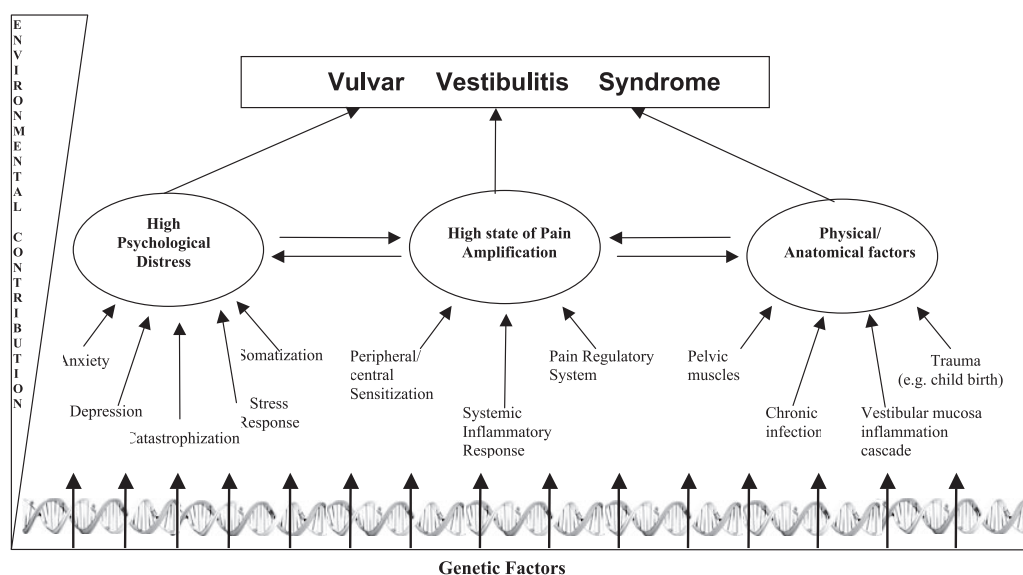 ENVIRONMENTAL CONTRIBUTION
Vulvar Vestibulitis Syndrome
High
Psychological
Distress
High state of Pain
Amplification
Physical/
Anatomical factors
Anxiety
Depression
Catastrophization
Stress
Response
Somatization
Peripheral/
central
Sensitization
Systemic
Inflammatory
Response
Pain Regulatory
System
Pelvic
muscles
Chronic
infection
Vestibular mucosa
inflammation
cascade
Trauma
(e.g. child birth)
Genetic Factors